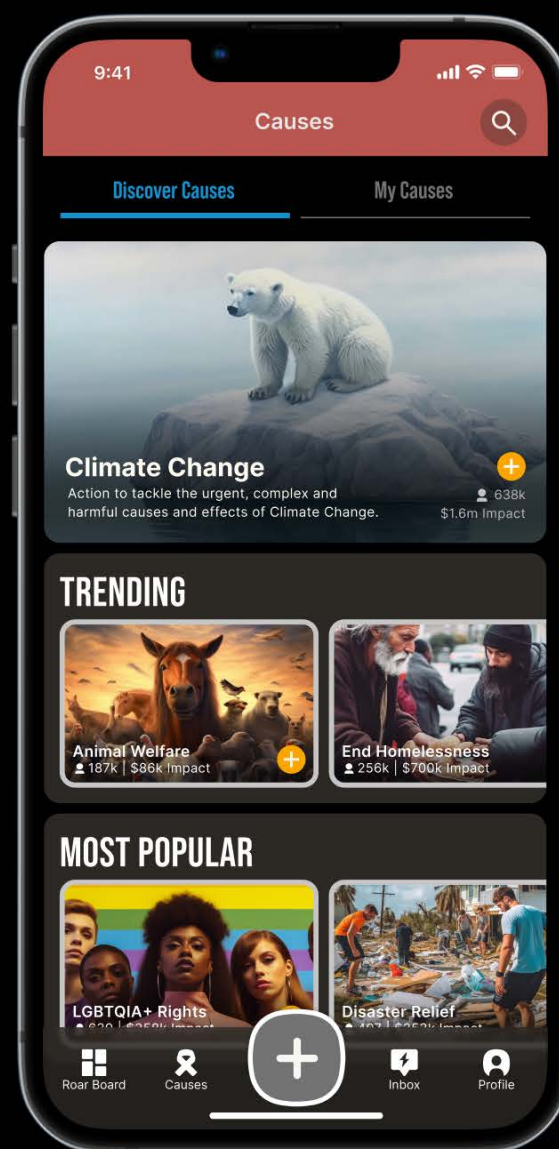 9:41
Causes
Discover Causes
My Causes
Climate Change
Action to tackle the urgent, complex and
harmful causes and effects of Climate Change.
638k
$1.6m Impact
TRENDING
Animal Welfare
187k | $86k Impact
End Homelessness
256k | $700k Impact
MOST POPULAR
LGBTQIA+ Rights
Disaster Relief
Roar Board
Causes
Inbox
Profile